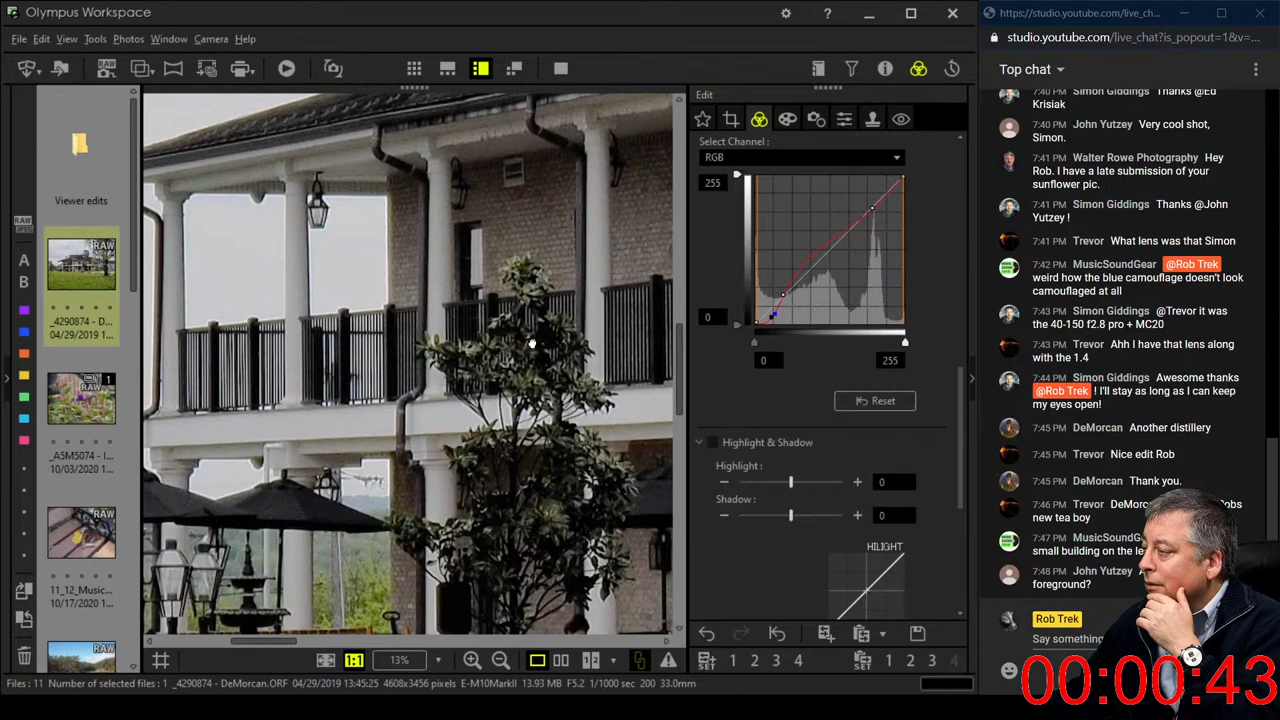 Olympus Workspace
File Edit View Tools Photos Window Camera Help
RAW
RAW
JPEG
A
B
Viewer edits
RAW
_4290874 - D...
04/29/2019 1...
1
RAW
_A5M5074 - I...
10/03/2020 1...
RAW
11_12_Music...
10/17/2020 1...
RAW
Edit
Select Channel :
RGB
255
0
0
255
Reset
Highlight & Shadow
Highlight :
0
Shadow :
0
HILIGHT
1:1
13%
1 2
1 2 3 4
1 2 3 4
Files : 11 Number of selected files : 1 _4290874 - DeMorcan.ORF 04/29/2019 13:45:25 4608x3456 pixels E-M10MarkII 13.93 MB F5.2 1/1000 sec 200 33.0mm
https://studio.youtube.com/live_ch...
studio.youtube.com/live_chat?is_popout=1&v=...
Top chat
7:40 PM Simon Giddings Thanks @Ed
Krisiak
7:40 PM John Yutzey Very cool shot,
Simon.
7:41 PM Walter Rowe Photography Hey
Rob. I have a late submission of your
sunflower pic.
7:41 PM Simon Giddings Thanks @John
Yutzey !
7:41 PM Trevor What lens was that Simon
7:42 PM MusicSoundGear @Rob Trek
weird how the blue camouflage doesn't look
camouflaged at all
7:43 PM Simon Giddings @Trevor it was
the 40-150 f2.8 pro + MC20
7:43 PM Trevor Ahh I have that lens along
with the 1.4
7:44 PM Simon Giddings Awesome thanks
@Rob Trek ! I'll stay as long as I can keep
my eyes open!
7:45 PM DeMorcan Another distillery
7:45 PM Trevor Nice edit Rob
7:45 PM DeMorcan Thank you.
7:46 PM Trevor
new tea boy
7:47 PM
small building on the
7:48 PM John Yutzey
foreground?
Rob Trek
Say something
00:00:43